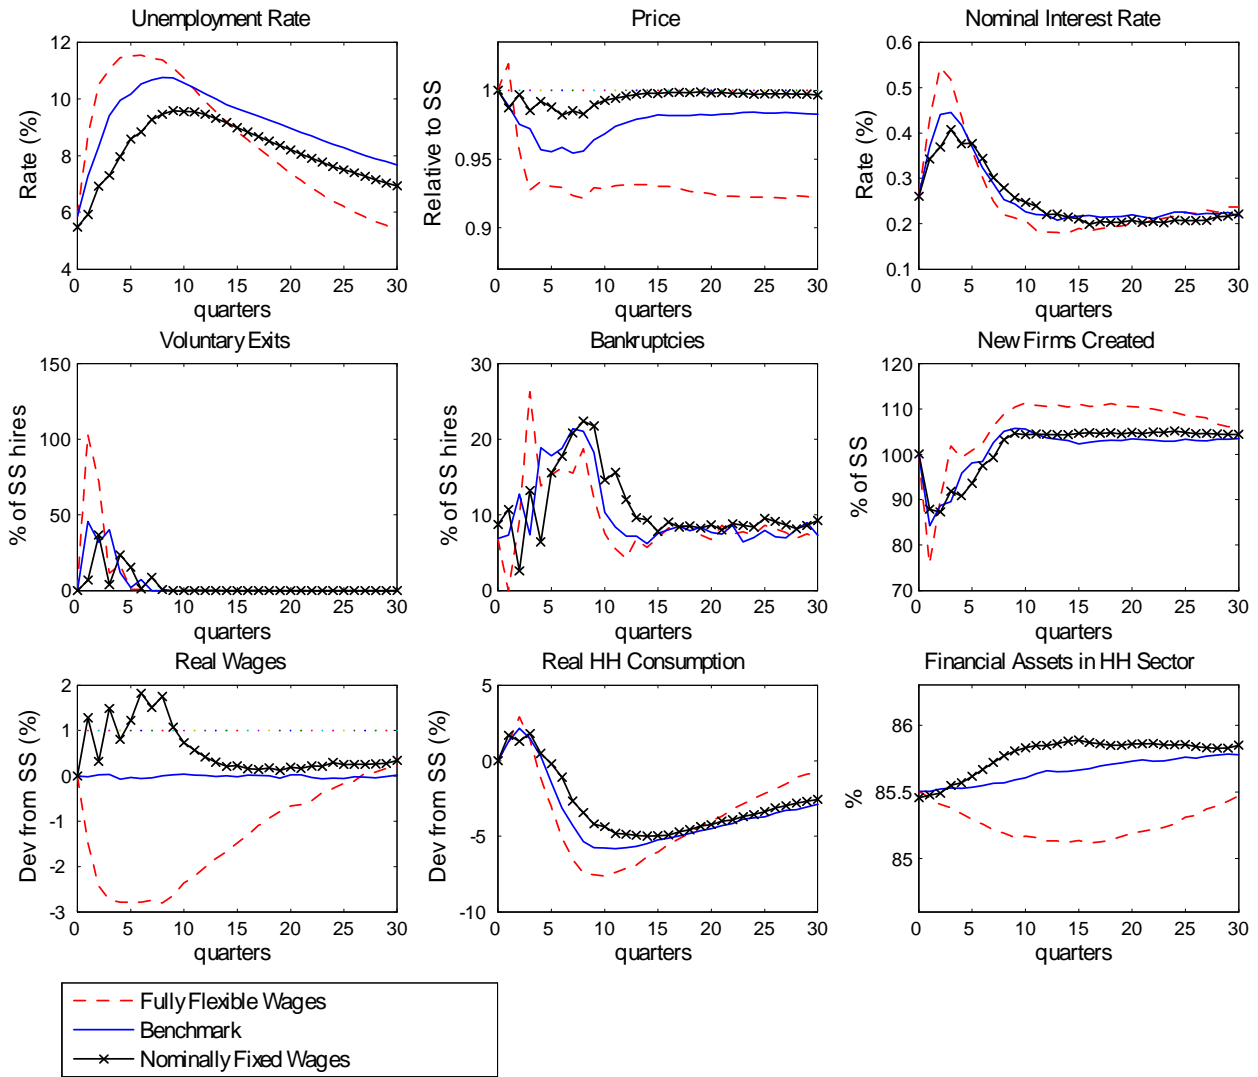 Unemployment Rate
Price
Nominal Interest Rate
12
10
8
6
4
Rate (%)
0 5 10 15 20 25 30
quarters
1
0.95
0.9
Relative to SS
0 5 10 15 20 25 30
quarters
0.6
0.5
0.4
0.3
0.2
0.1
Rate (%)
0 5 10 15 20 25 30
quarters
Voluntary Exits
Bankruptcies
New Firms Created
150
100
50
0
% of SS hires
0 5 10 15 20 25 30
quarters
30
20
10
0
% of SS hires
0 5 10 15 20 25 30
quarters
120
110
100
90
80
70
% of SS
0 5 10 15 20 25 30
quarters
Real Wages
Real HH Consumption
Financial Assets in HH Sector
2
1
0
-1
-2
-3
Dev from SS (%)
0 5 10 15 20 25 30
quarters
5
0
-5
-10
Dev from SS (%)
0 5 10 15 20 25 30
quarters
86
85.5
85
%
0 5 10 15 20 25 30
quarters
Fully Flexible Wages
Benchmark
Nominally Fixed Wages